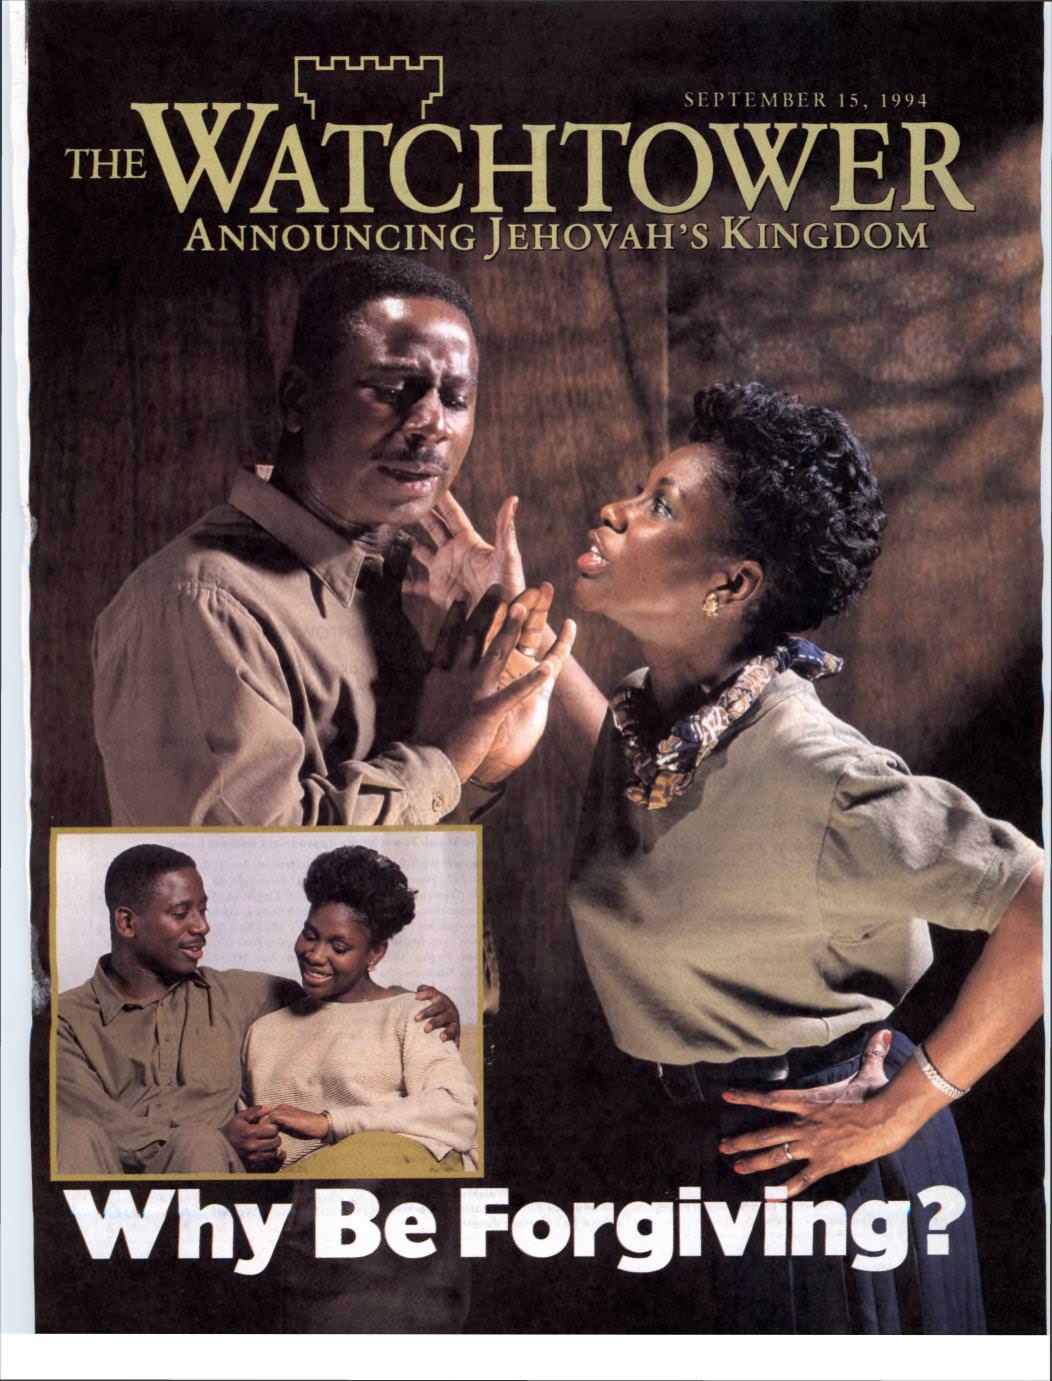 SEPTEMBER 15, 1994
THE WATCHTOWER
ANNOUNCING JEHOVAH'S KINGDOM
Why Be Forgiving?